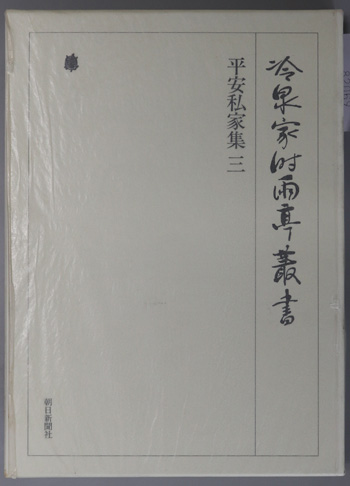 冷泉家時雨亭叢書
平安私家集 三
朝日新聞社